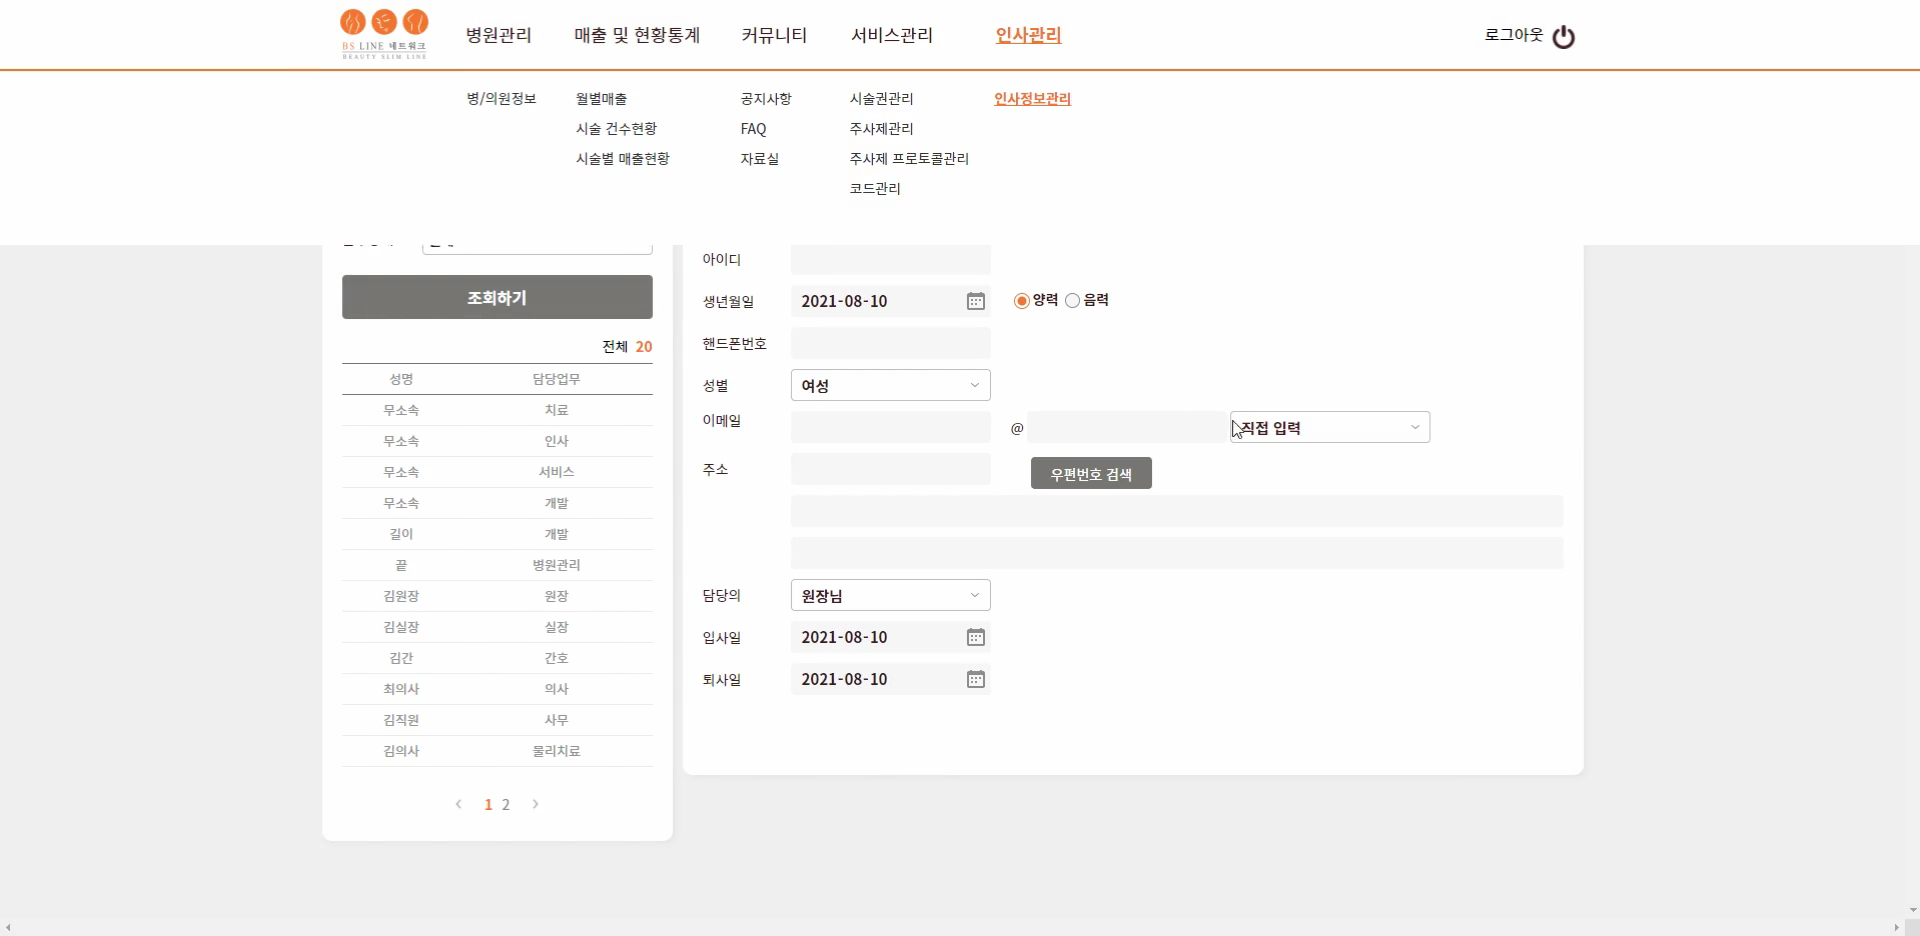 BS LINE 네트워크
BEAUTY SLIM LINE
병원관리 매출 및 현황통계 커뮤니티 서비스관리 인사관리 로그아웃
병/의원정보 월별매출 공지사항 시술권관리 인사정보관리
시술 건수현황 FAQ 주사제관리
시술별 매출현황 자료실 주사제 프로토콜관리
코드관리
조회하기
전체 20
성명 담당업무
무소속 치료
무소속 인사
무소속 서비스
무소속 개발
길이 개발
끝 병원관리
김원장 원장
김실장 실장
김간 간호
최의사 의사
김직원 사무
김의사 물리치료
1 2
아이디
생년월일 2021-08-10 양력 음력
핸드폰번호
성별 여성
이메일 @ 직접 입력
주소 우편번호 검색
담당의 원장님
입사일 2021-08-10
퇴사일 2021-08-10